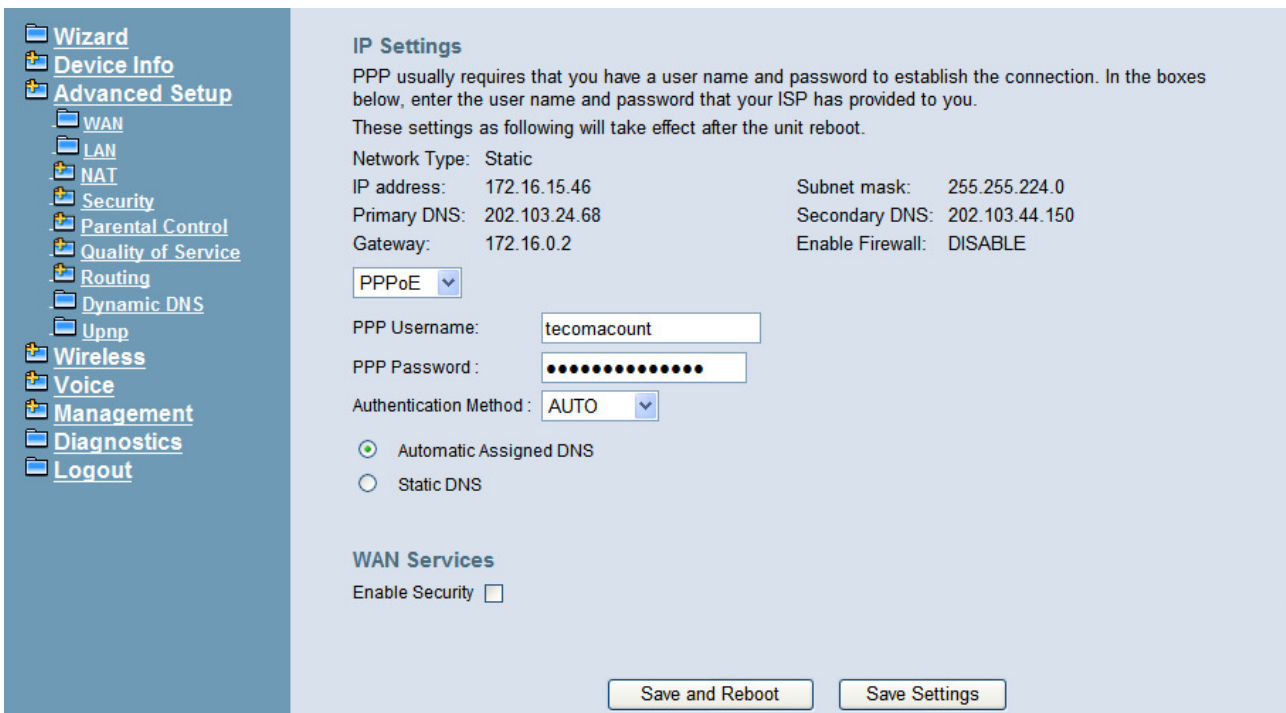 Wizard
Device Info
Advanced Setup
WAN
LAN
NAT
Security
Parental Control
Quality of Service
Routing
Dynamic DNS
Upnp
Wireless
Voice
Management
Diagnostics
Logout
IP Settings
PPP usually requires that you have a user name and password to establish the connection. In the boxes
below, enter the user name and password that your ISP has provided to you.
These settings as following will take effect after the unit reboot.
Network Type: Static
IP address: 172.16.15.46 Subnet mask: 255.255.224.0
Primary DNS: 202.103.24.68 Secondary DNS: 202.103.44.150
Gateway: 172.16.0.2 Enable Firewall: DISABLE
PPPoE
PPP Username: tecomacount
PPP Password : ●●●●●●●●●●●●●●
Authentication Method : AUTO
Automatic Assigned DNS
Static DNS
WAN Services
Enable Security
Save and Reboot Save Settings